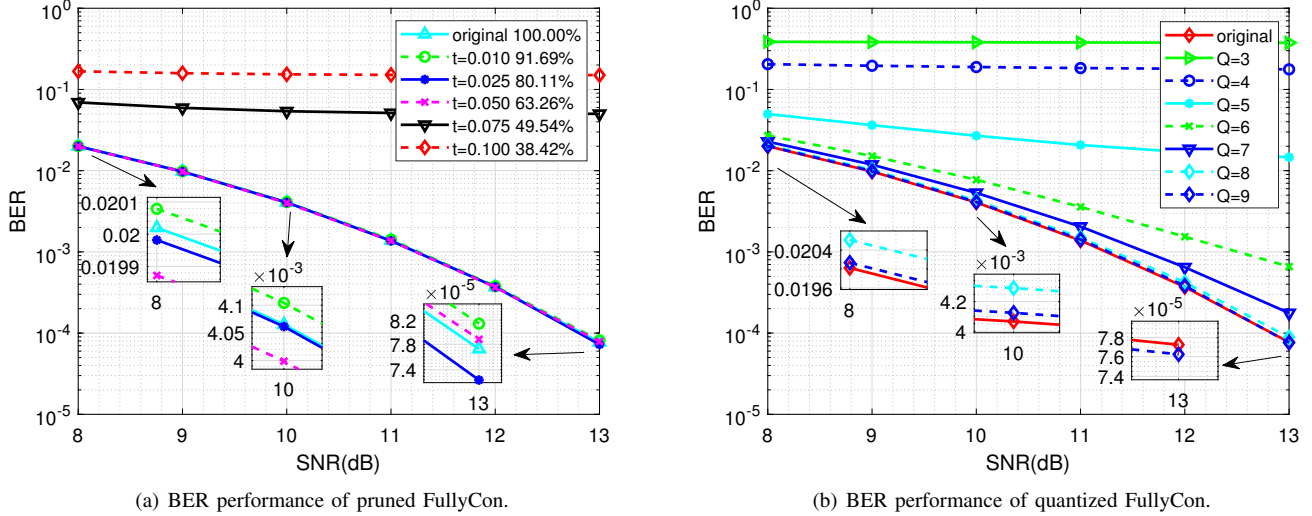 10^0
10^-1
10^-2
10^-3
10^-4
10^-5
BER
8 9 10 11 12 13
SNR(dB)
original 100.00%
t=0.010 91.69%
t=0.025 80.11%
t=0.050 63.26%
t=0.075 49.54%
t=0.100 38.42%
0.0201
0.02
0.0199
8
× 10^-3
4.1
4.05
4
10
× 10^-5
8.2
7.8
7.4
13
(a) BER performance of pruned FullyCon.
10^0
10^-1
10^-2
10^-3
10^-4
10^-5
BER
8 9 10 11 12 13
SNR(dB)
original
Q=3
Q=4
Q=5
Q=6
Q=7
Q=8
Q=9
0.0204
0.0196
8
× 10^-3
4.2
4
10
× 10^-5
7.8
7.6
7.4
13
(b) BER performance of quantized FullyCon.